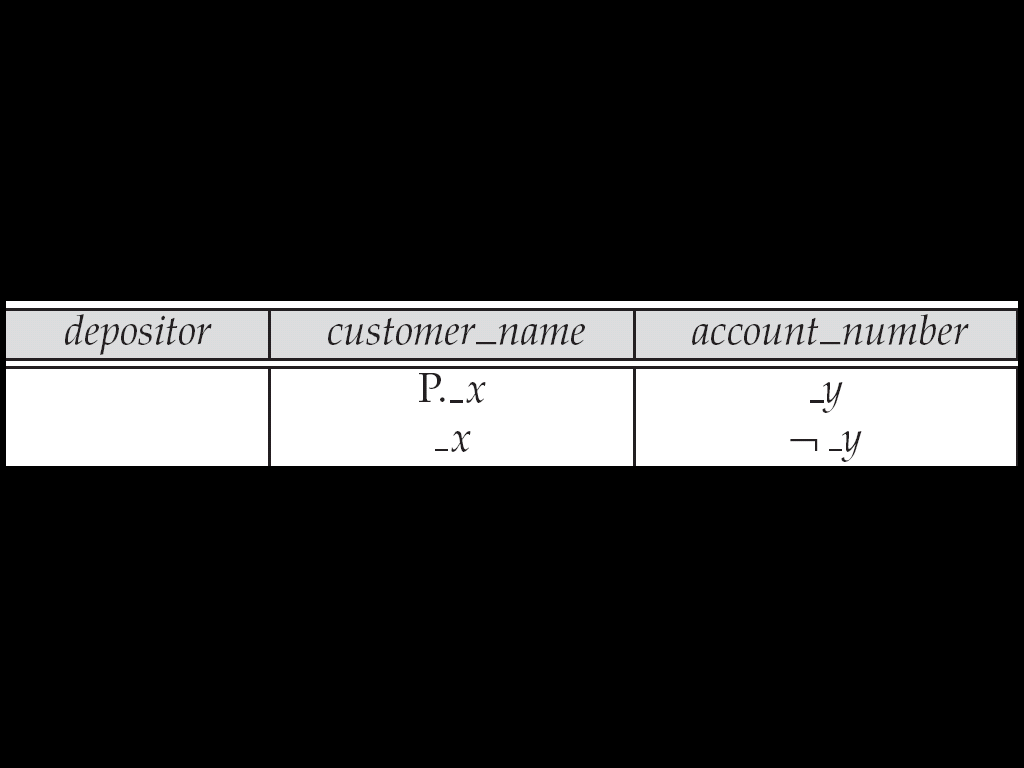 depositor customer_name account_number
P._x _y
_x ¬ _y